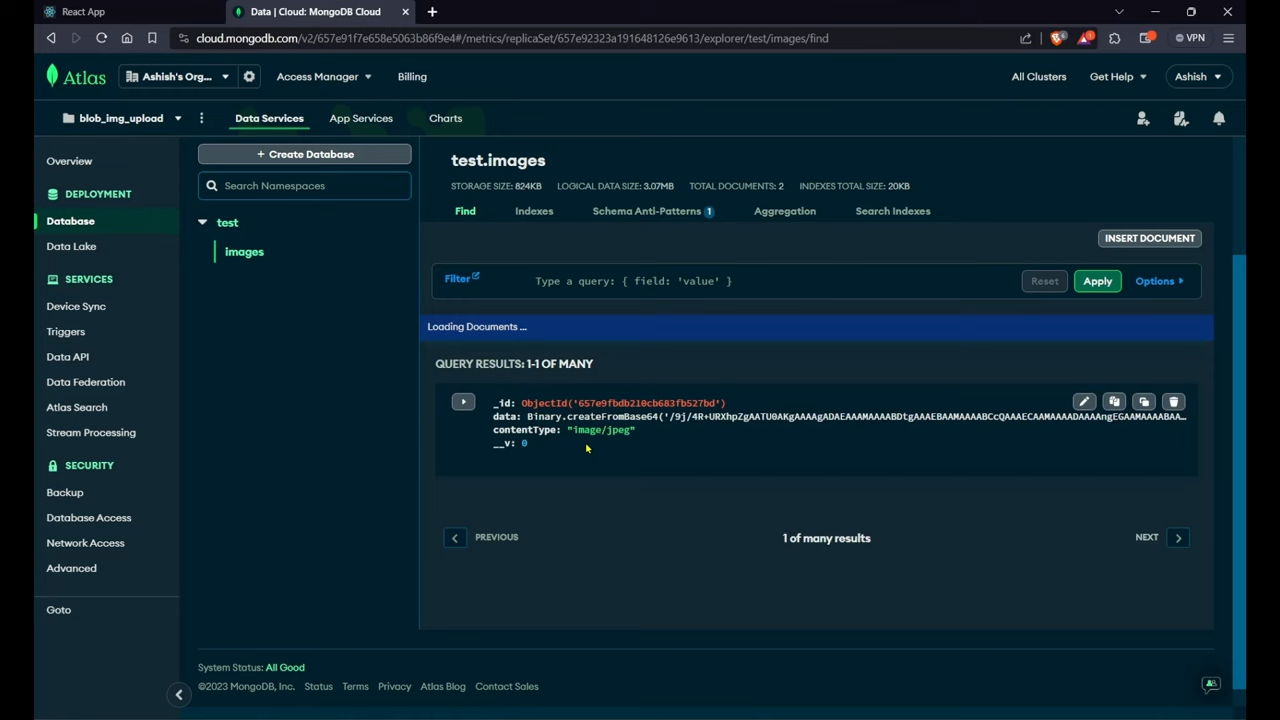 React App
Data | Cloud: MongoDB Cloud
cloud.mongodb.com/v2/657e91f7e658e5063b86f9e4#/metrics/replicaSet/657e92323a191648126e9613/explorer/test/images/find
VPN
Atlas
Ashish's Org...
Access Manager
Billing
All Clusters
Get Help
Ashish
blob_img_upload
Data Services
App Services
Charts
Overview
DEPLOYMENT
Database
Data Lake
SERVICES
Device Sync
Triggers
Data API
Data Federation
Atlas Search
Stream Processing
SECURITY
Backup
Database Access
Network Access
Advanced
Goto
+ Create Database
Search Namespaces
test
images
test.images
STORAGE SIZE: 824KB LOGICAL DATA SIZE: 3.07MB TOTAL DOCUMENTS: 2 INDEXES TOTAL SIZE: 20KB
Find
Indexes
Schema Anti-Patterns 1
Aggregation
Search Indexes
INSERT DOCUMENT
Filter
Type a query: { field: 'value' }
Reset
Apply
Options
Loading Documents ...
QUERY RESULTS: 1-1 OF MANY
_id: ObjectId('657e9fbdb210cb683fb527bd')
data: Binary.createFromBase64('/9j/4R+URXhpZgAATU0AKgAAAAgADAEAAAMAAAABDtgAAAEBAAMAAAABCcQAAAECAAMAAAADAAAAngEGAAMAAAABAA…
contentType: "image/jpeg"
__v: 0
PREVIOUS
1 of many results
NEXT
System Status: All Good
©2023 MongoDB, Inc.
Status
Terms
Privacy
Atlas Blog
Contact Sales